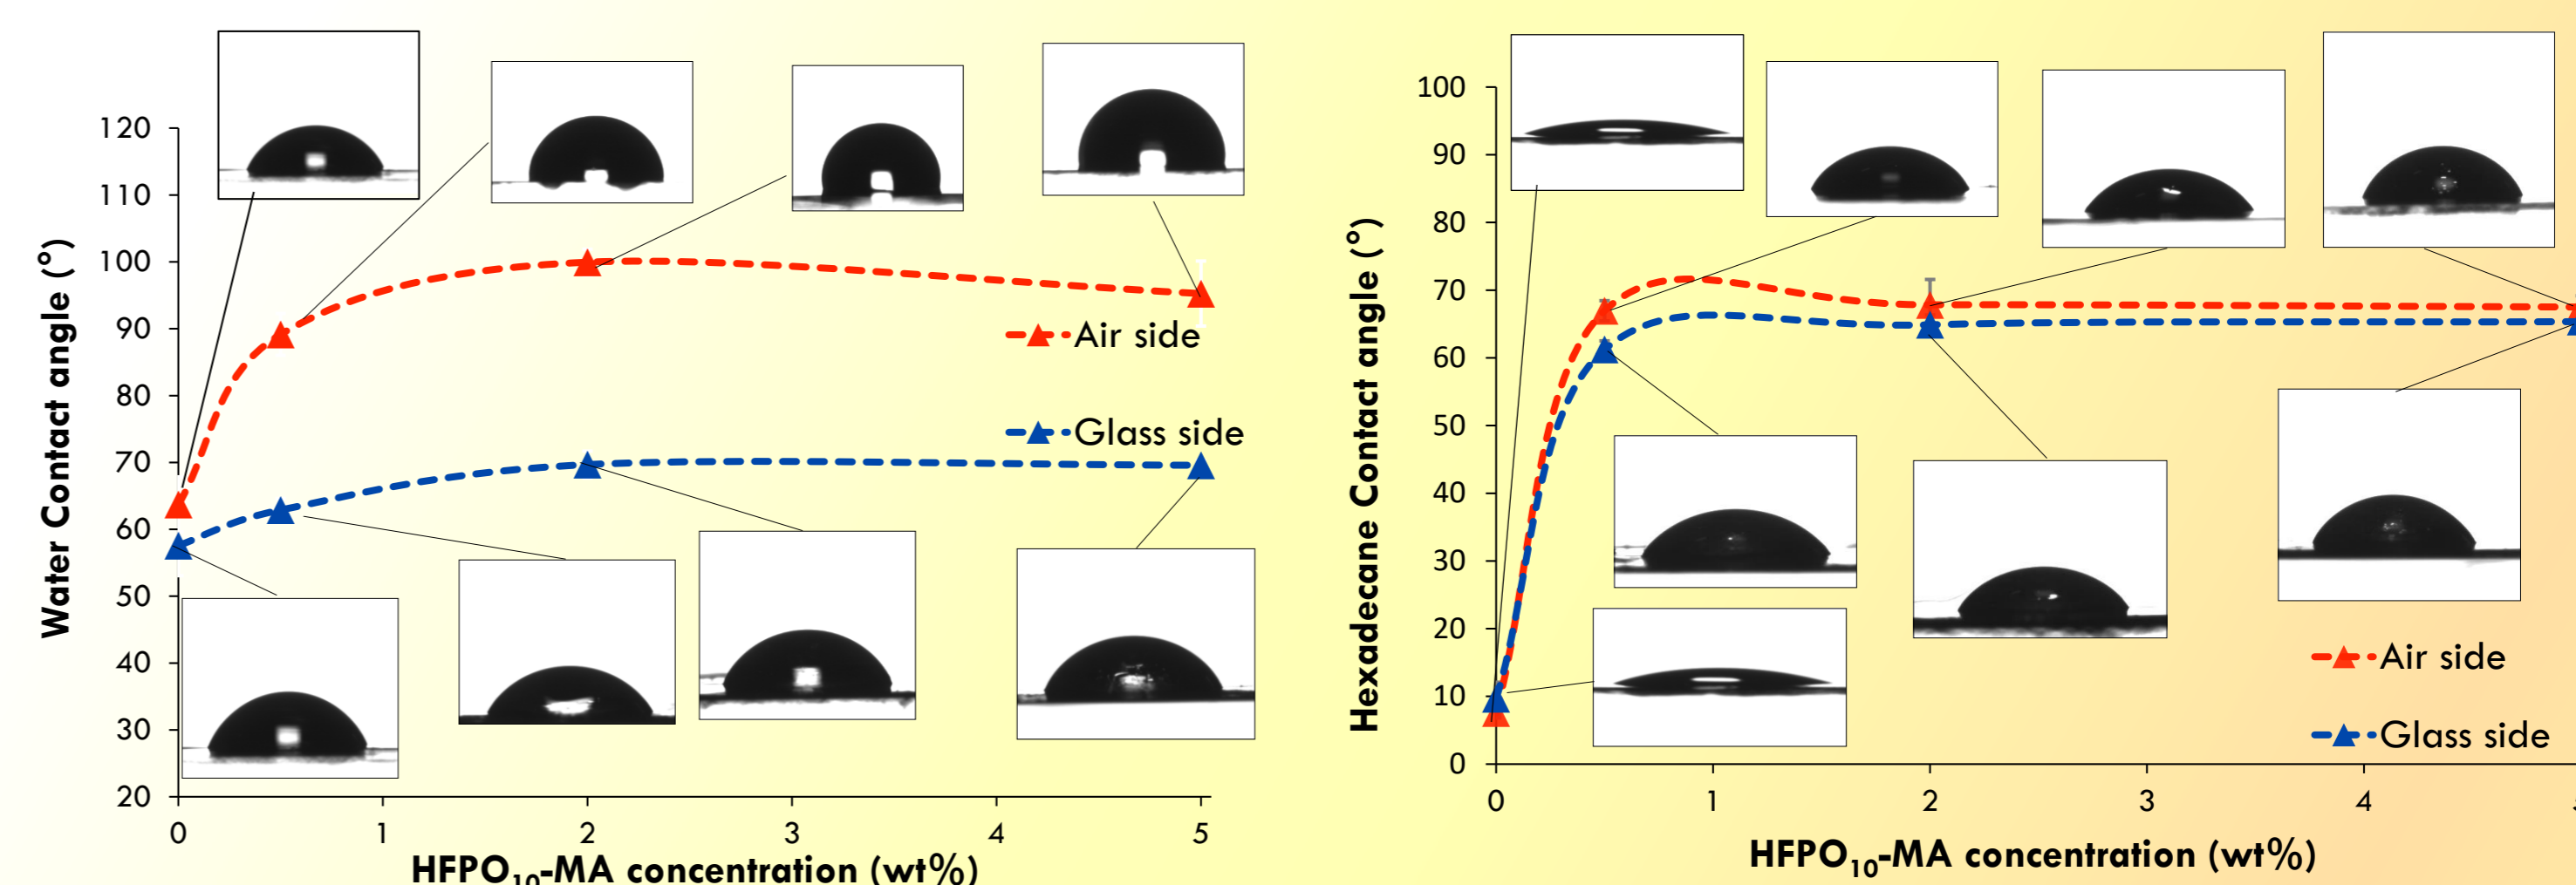 Water Contact angle (°)
120
110
100
90
80
70
60
50
40
30
20
0 1 2 3 4 5
HFPO10-MA concentration (wt%)
Air side
Glass side
Hexadecane Contact angle (°)
100
90
80
70
60
50
40
30
20
10
0
0 1 2 3 4
HFPO10-MA concentration (wt%)
Air side
Glass side